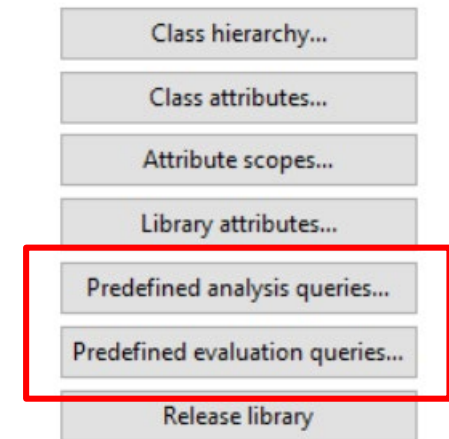 Class hierarchy...
Class attributes...
Attribute scopes...
Library attributes...
Predefined analysis queries...
Predefined evaluation queries...
Release library